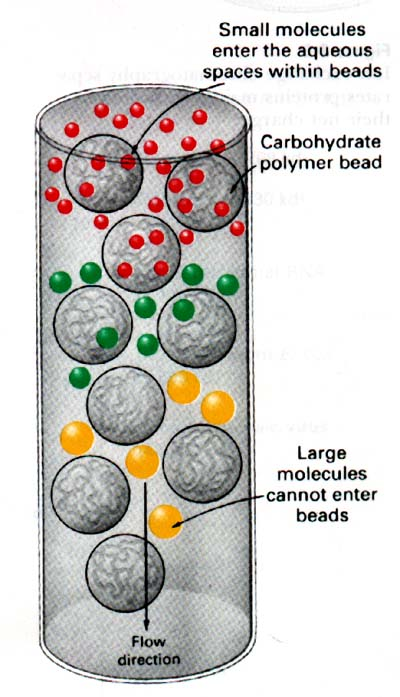 Small molecules
enter the aqueous
spaces within beads
Carbohydrate
polymer bead
Large
molecules
cannot enter
beads
Flow
direction